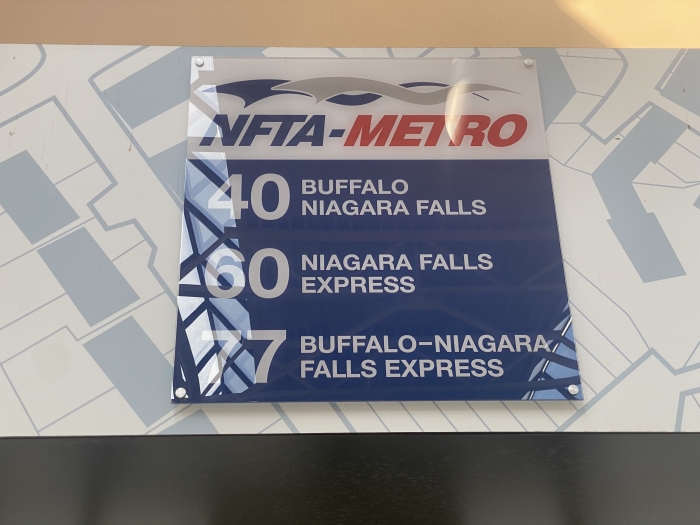 NFTA-METRO
40 BUFFALO
NIAGARA FALLS
60 NIAGARA FALLS
EXPRESS
77 BUFFALO-NIAGARA
FALLS EXPRESS